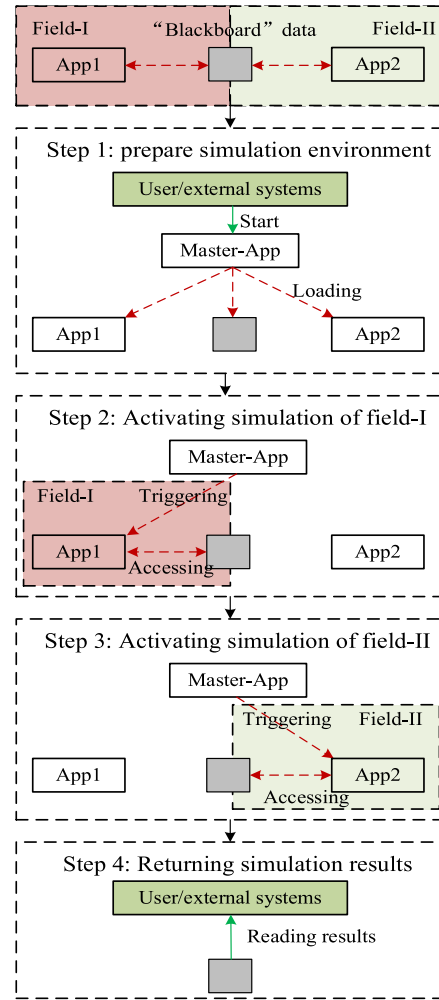 Field-I
“Blackboard” data
Field-II
App1
App2
Step 1: prepare simulation environment
User/external systems
Start
Master-App
Loading
App1
App2
Step 2: Activating simulation of field-I
Master-App
Field-I
Triggering
App1
Accessing
App2
Step 3: Activating simulation of field-II
Master-App
Triggering
Field-II
App1
App2
Accessing
Step 4: Returning simulation results
User/external systems
Reading results